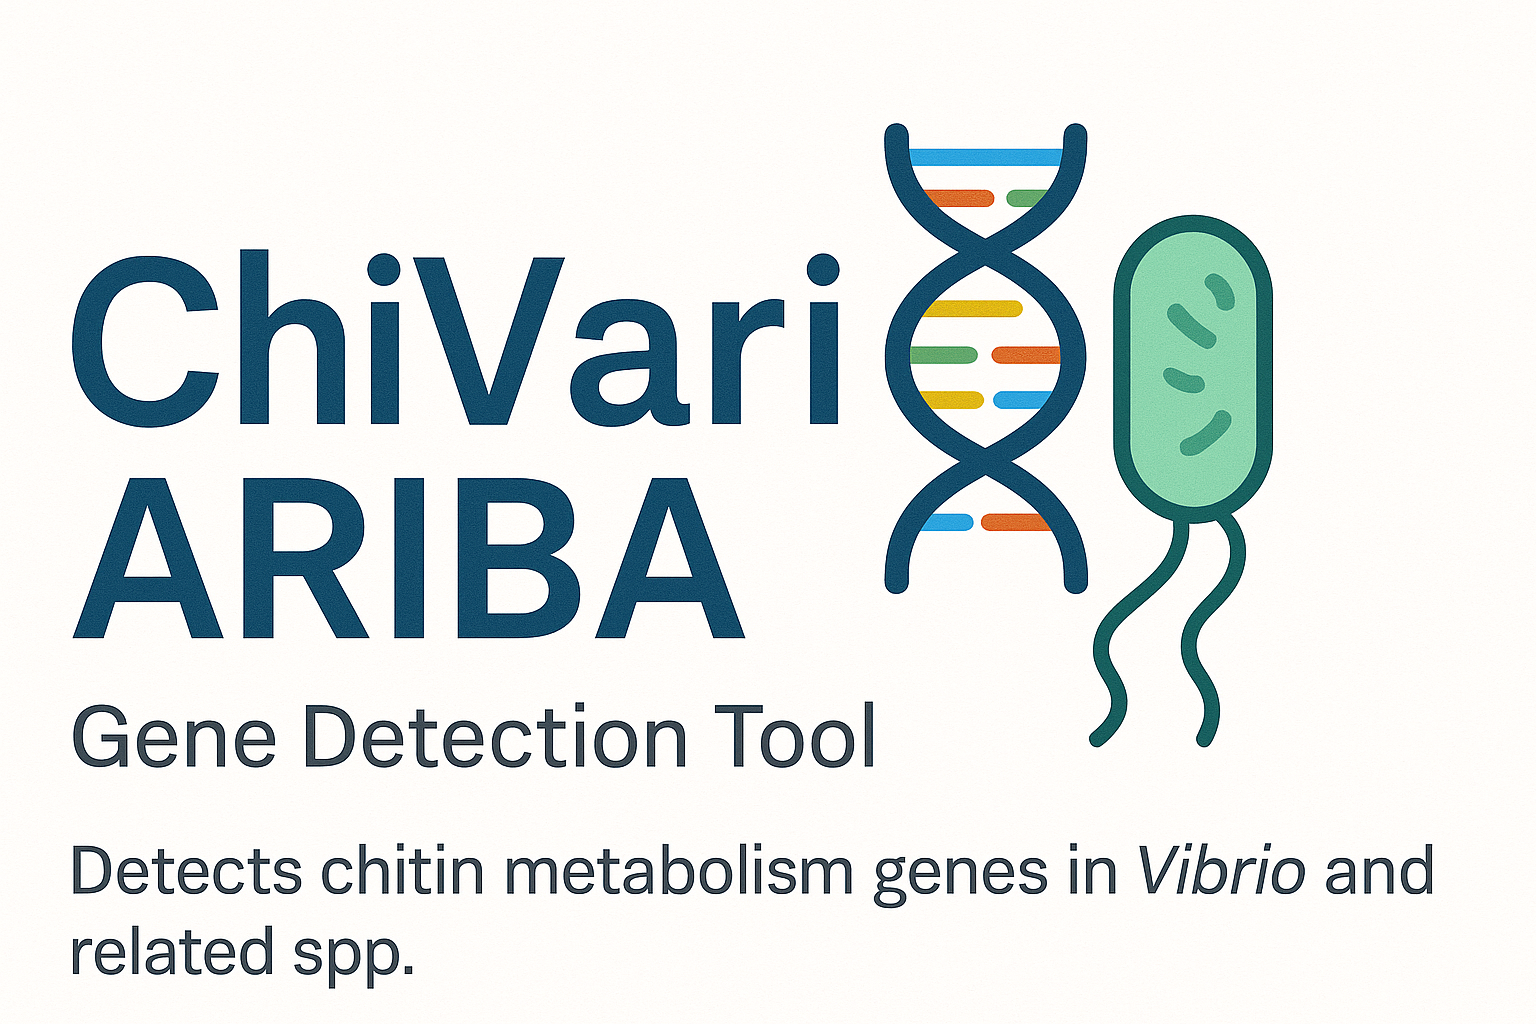 ChiVari
ARIBA
Gene Detection Tool
Detects chitin metabolism genes in Vibrio and
related spp.